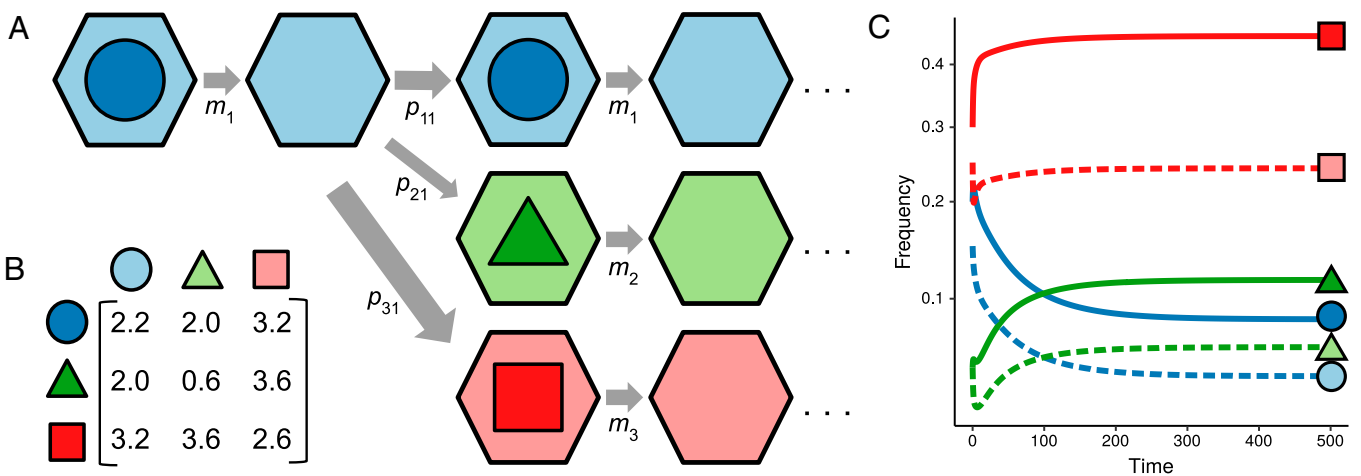 A
m1
p11
m1
. . .
p21
m2
. . .
p31
m3
. . .
B
2.2 2.0 3.2
2.0 0.6 3.6
3.2 3.6 2.6
C
Frequency
0.4
0.3
0.2
0.1
0 100 200 300 400 500
Time